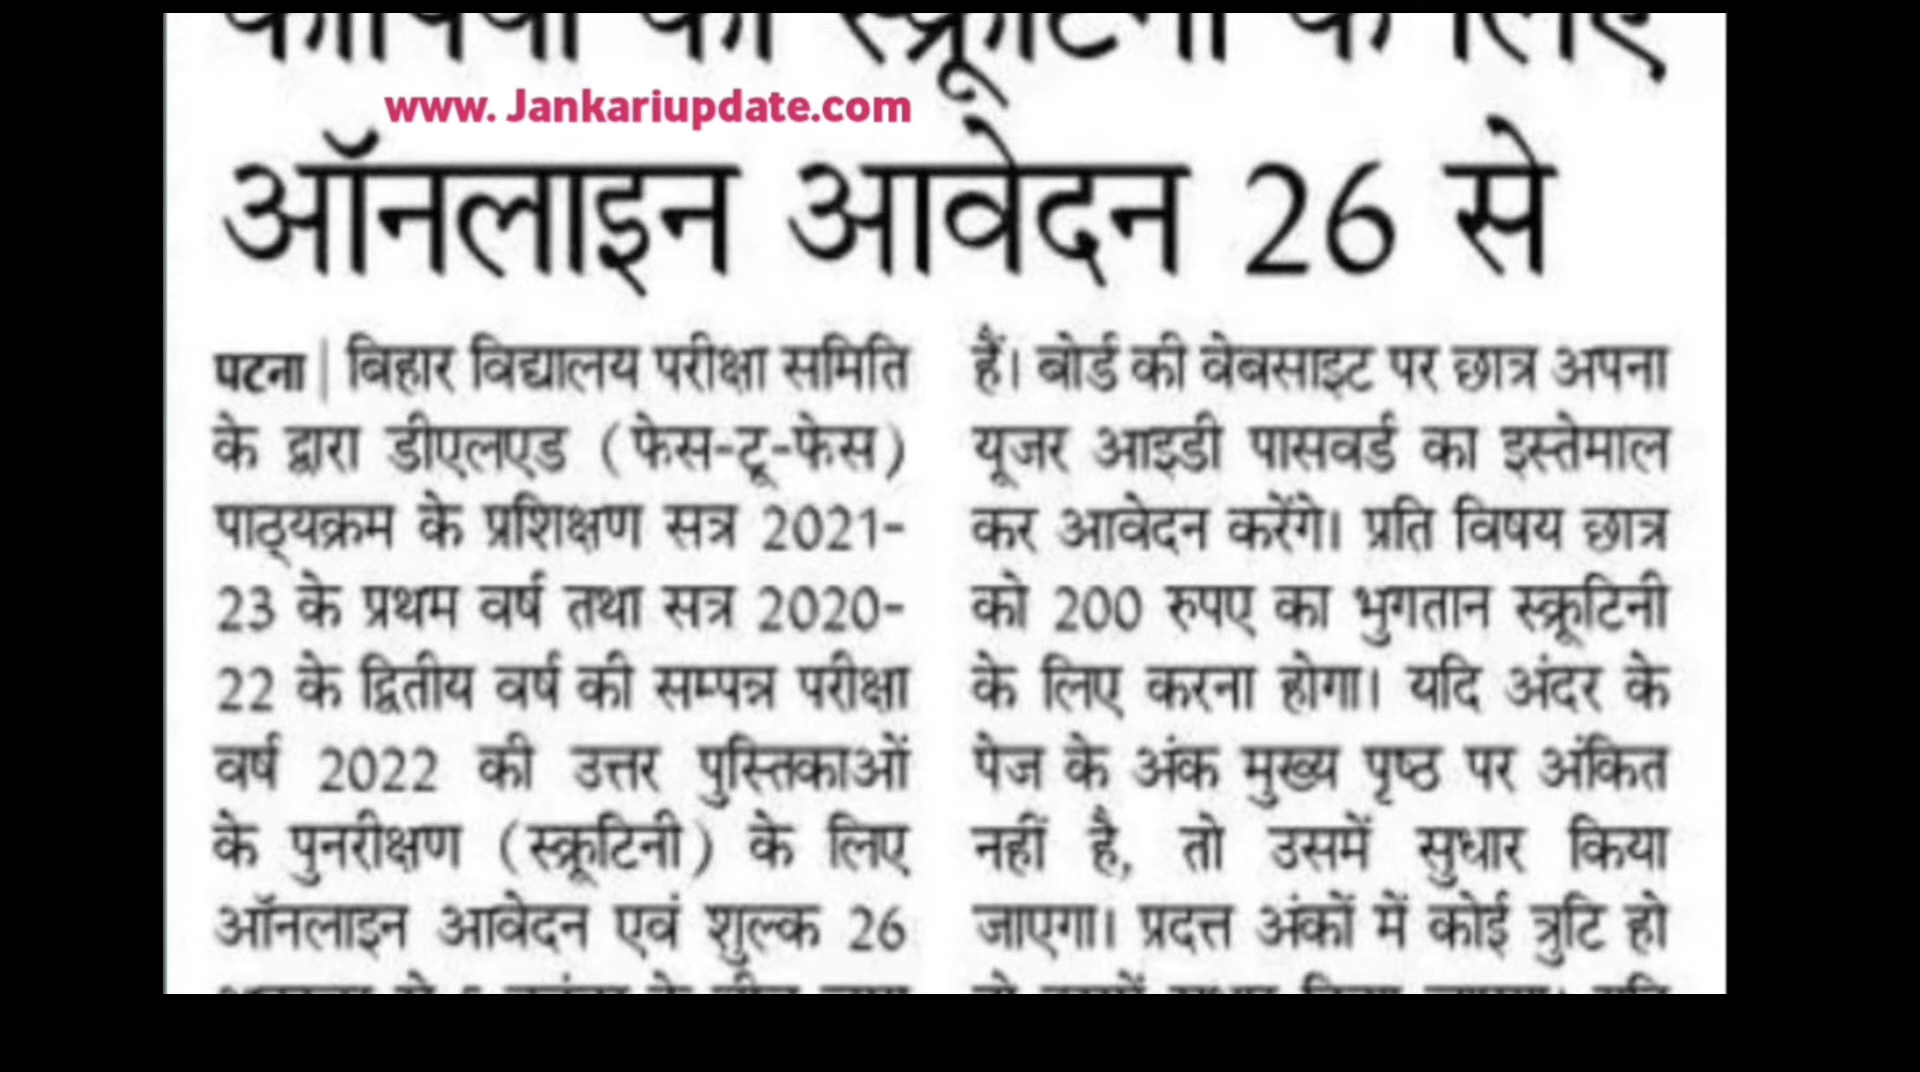 कॉपियों की स्क्रूटिनी के लिए
www. Jankariupdate.com
ऑनलाइन आवेदन 26 से
पटना | बिहार विद्यालय परीक्षा समिति
के द्वारा डीएलएड (फेस-टू-फेस)
पाठ्यक्रम के प्रशिक्षण सत्र 2021-
23 के प्रथम वर्ष तथा सत्र 2020-
22 के द्वितीय वर्ष की सम्पन्न परीक्षा
वर्ष 2022 की उत्तर पुस्तिकाओं
के पुनरीक्षण (स्क्रूटिनी) के लिए
ऑनलाइन आवेदन एवं शुल्क 26
हैं। बोर्ड की वेबसाइट पर छात्र अपना
यूजर आइडी पासवर्ड का इस्तेमाल
कर आवेदन करेंगे। प्रति विषय छात्र
को 200 रुपए का भुगतान स्क्रूटिनी
के लिए करना होगा। यदि अंदर के
पेज के अंक मुख्य पृष्ठ पर अंकित
नहीं है, तो उसमें सुधार किया
जाएगा। प्रदत्त अंकों में कोई त्रुटि हो